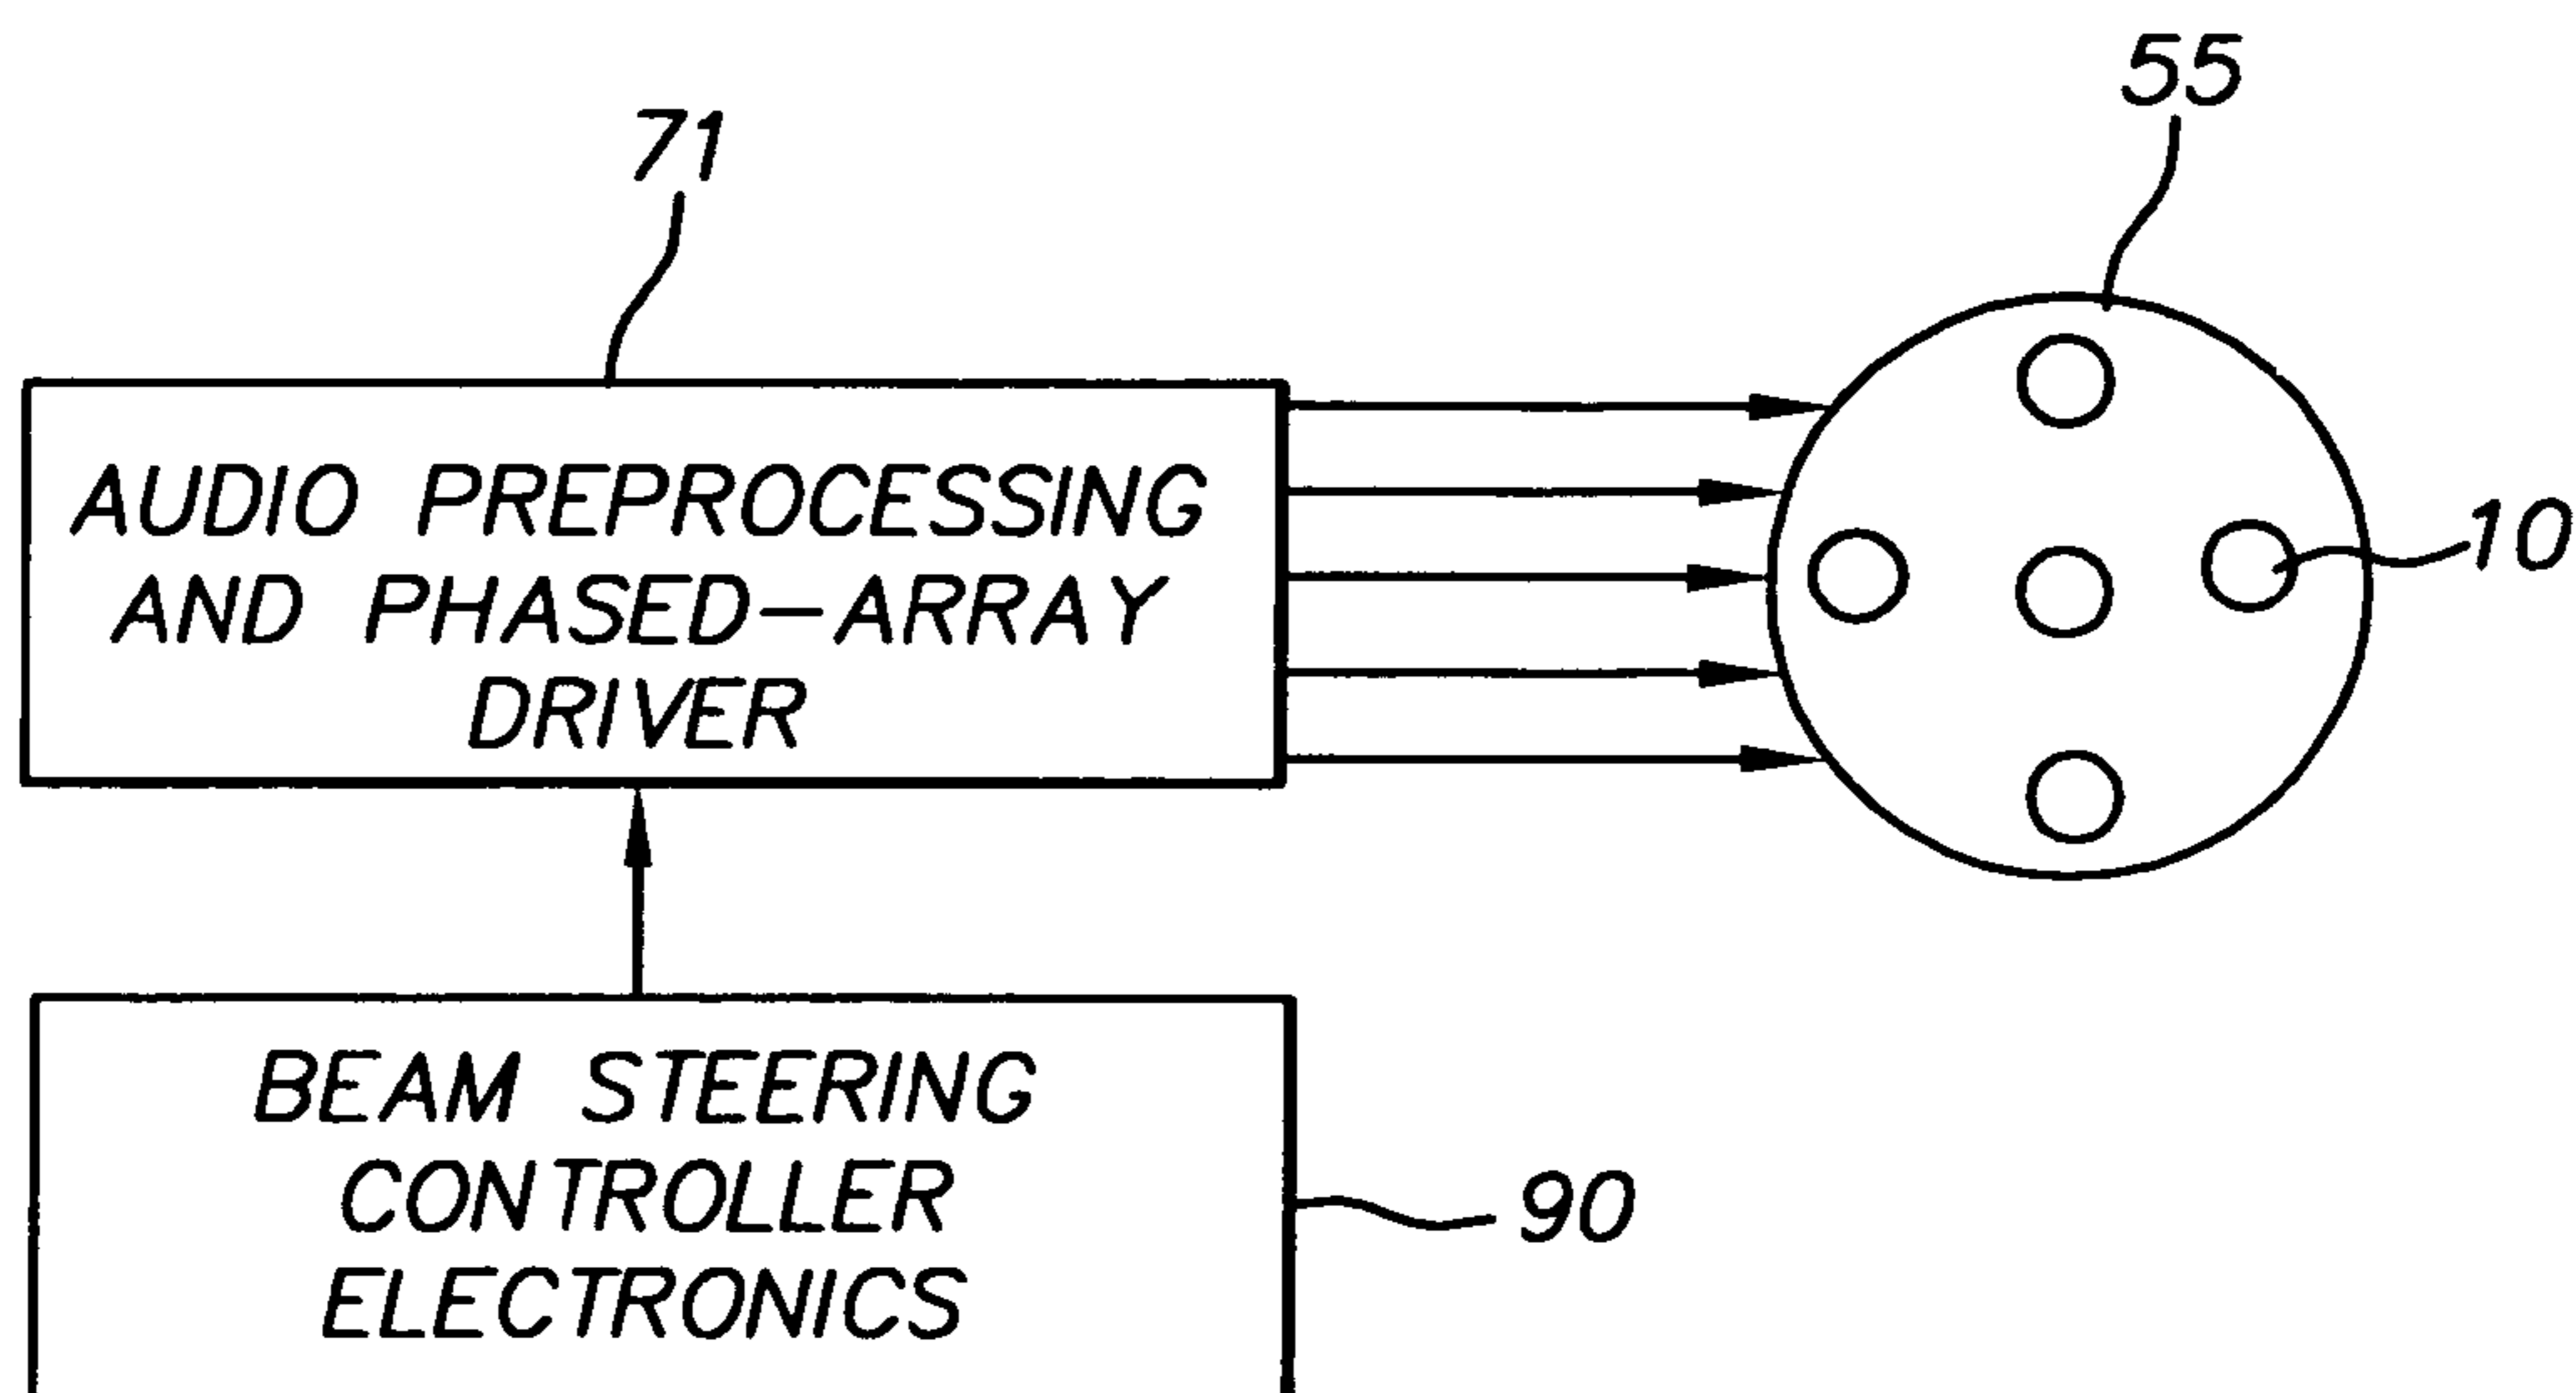 55
71
AUDIO PREPROCESSING
AND PHASED-ARRAY
DRIVER
10
BEAM STEERING
CONTROLLER
ELECTRONICS
90